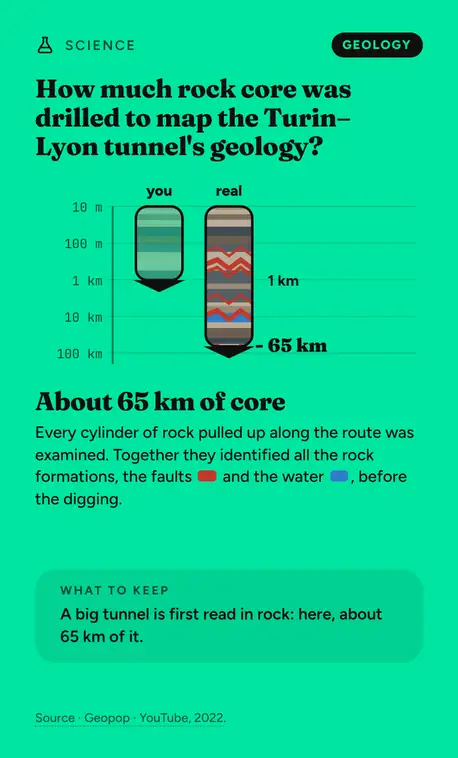 SCIENCE
GEOLOGY
How much rock core was
drilled to map the Turin–
Lyon tunnel's geology?
you real
10 m
100 m
1 km 1 km
10 km
65 km
100 km
About 65 km of core
Every cylinder of rock pulled up along the route was
examined. Together they identified all the rock
formations, the faults and the water , before
the digging.
WHAT TO KEEP
A big tunnel is first read in rock: here, about
65 km of it.
Source · Geopop · YouTube, 2022.